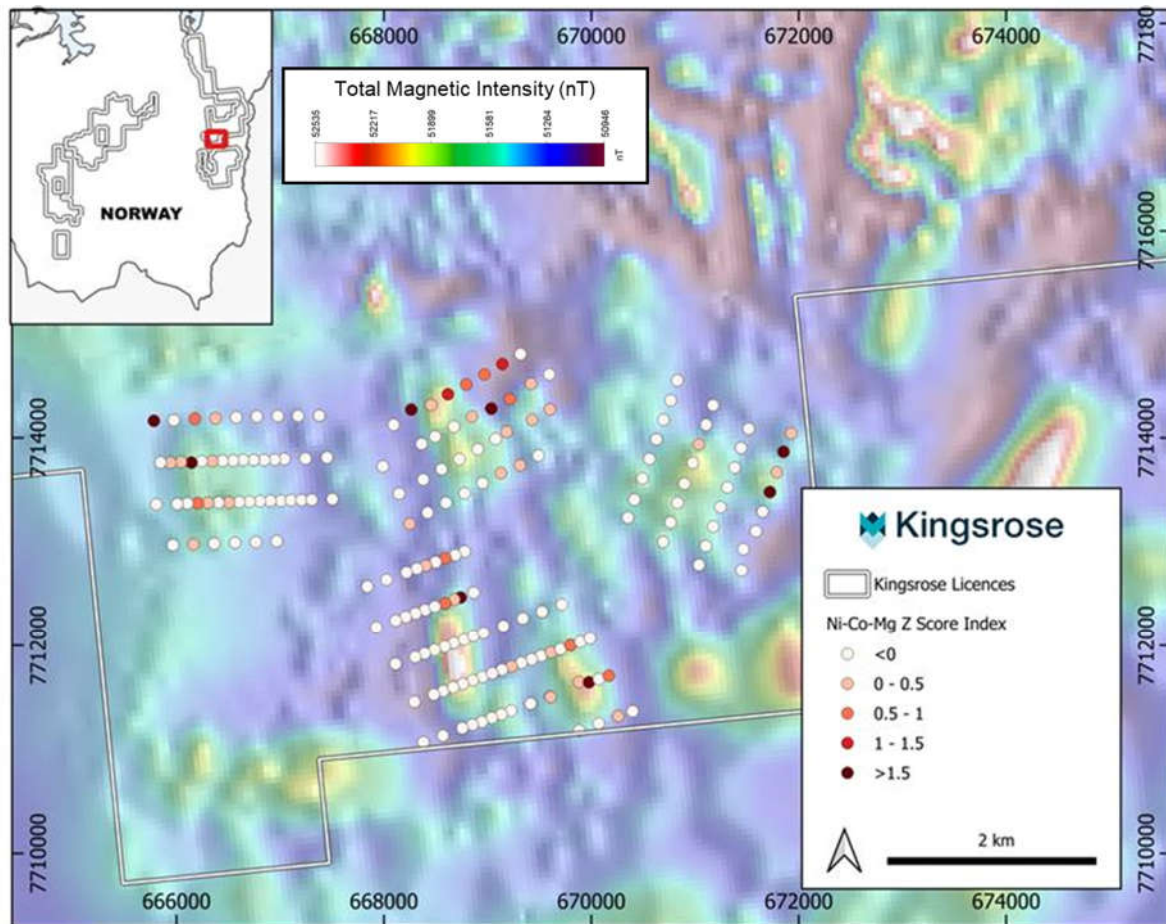 668000
670000
672000
674000
77180
NORWAY
Total Magnetic Intensity (nT)
52535
52217
51899
51581
51264
50946
nT
7716000
7714000
7714000
Kingsrose
Kingsrose Licences
Ni-Co-Mg Z Score Index
<0
0 - 0.5
0.5 - 1
1 - 1.5
>1.5
2 km
7712000
7712000
7710000
7710000
666000
668000
670000
672000
674000